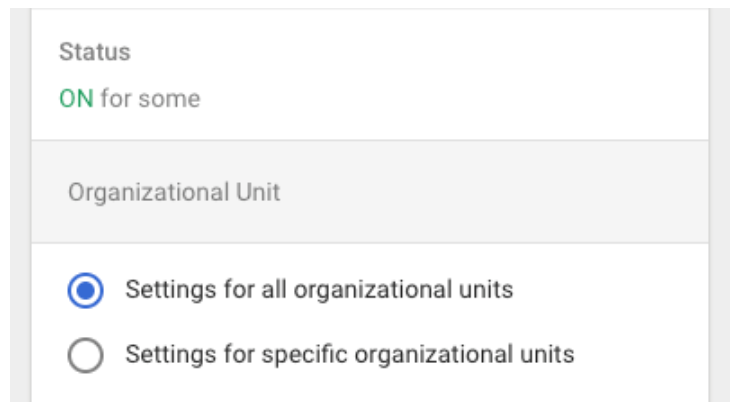 Status
ON for some
Organizational Unit
Settings for all organizational units
Settings for specific organizational units